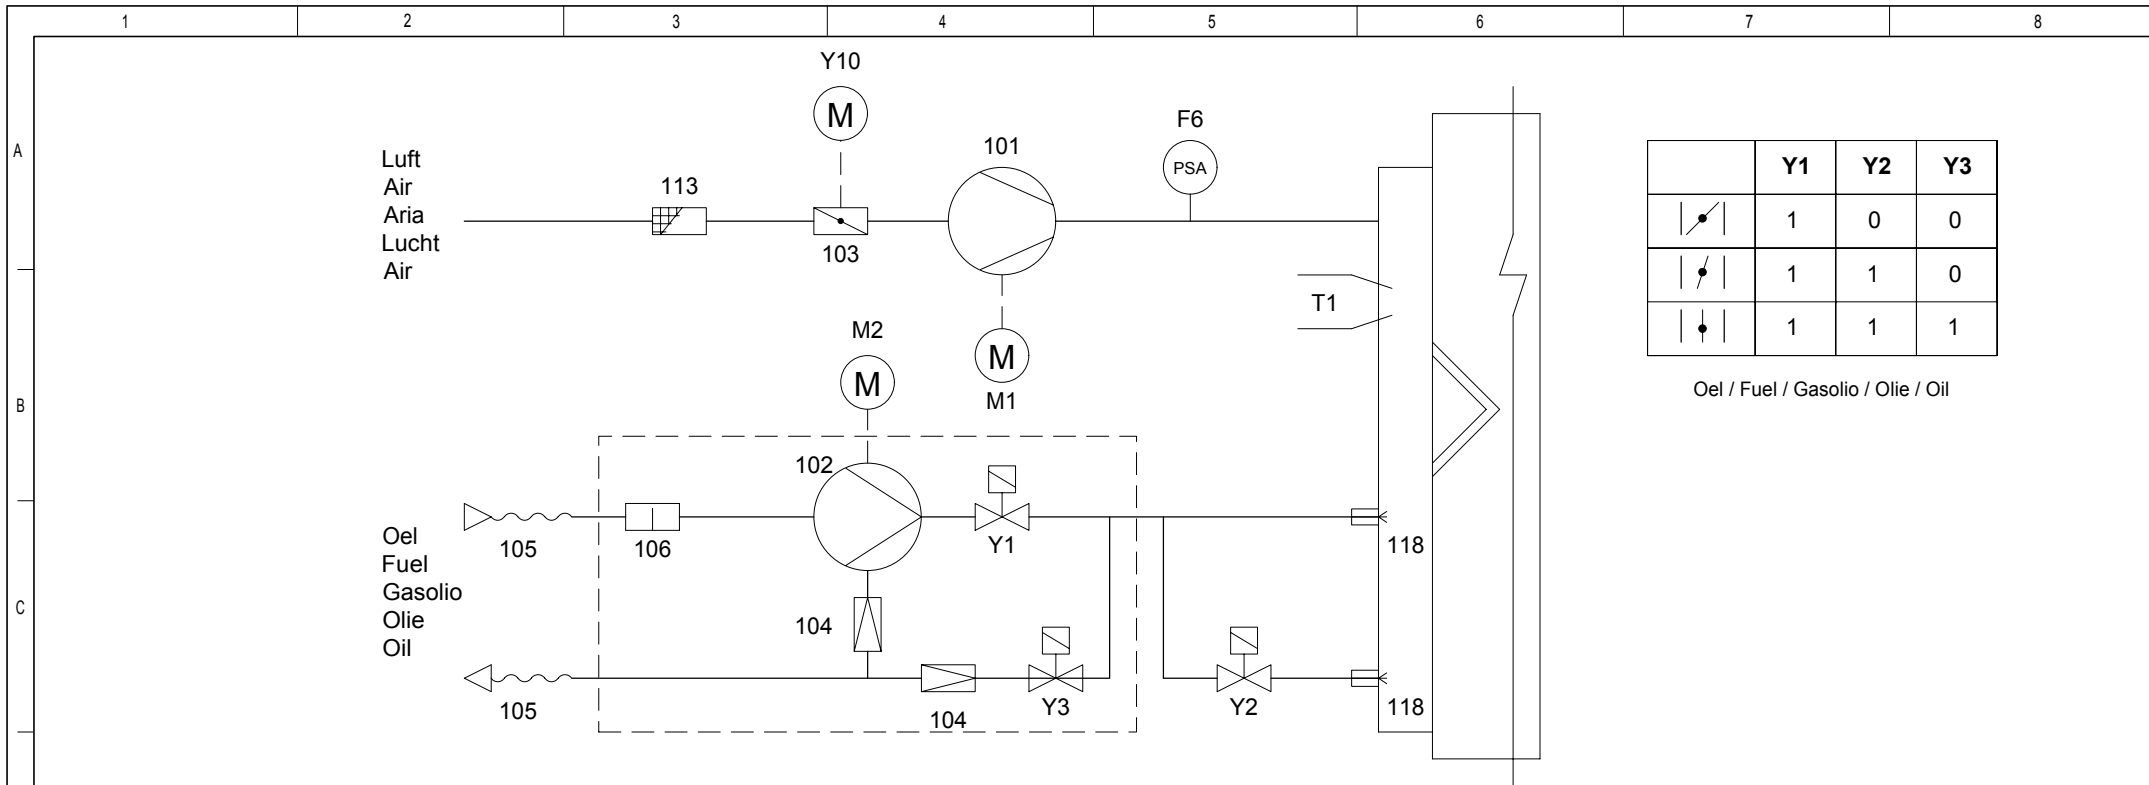 1 2 3 4 5 6 7 8
A
B
C
Y10
M
Luft
Air
Aria
Lucht
Air
113
103
101
F6
PSA
T1
M2
M
M
M1
102
105
106
Y1
118
Oel
Fuel
Gasolio
Olie
Oil
104
105
104
Y3
Y2
118
Y1 Y2 Y3
1 0 0
1 1 0
1 1 1
Oel / Fuel / Gasolio / Olie / Oil